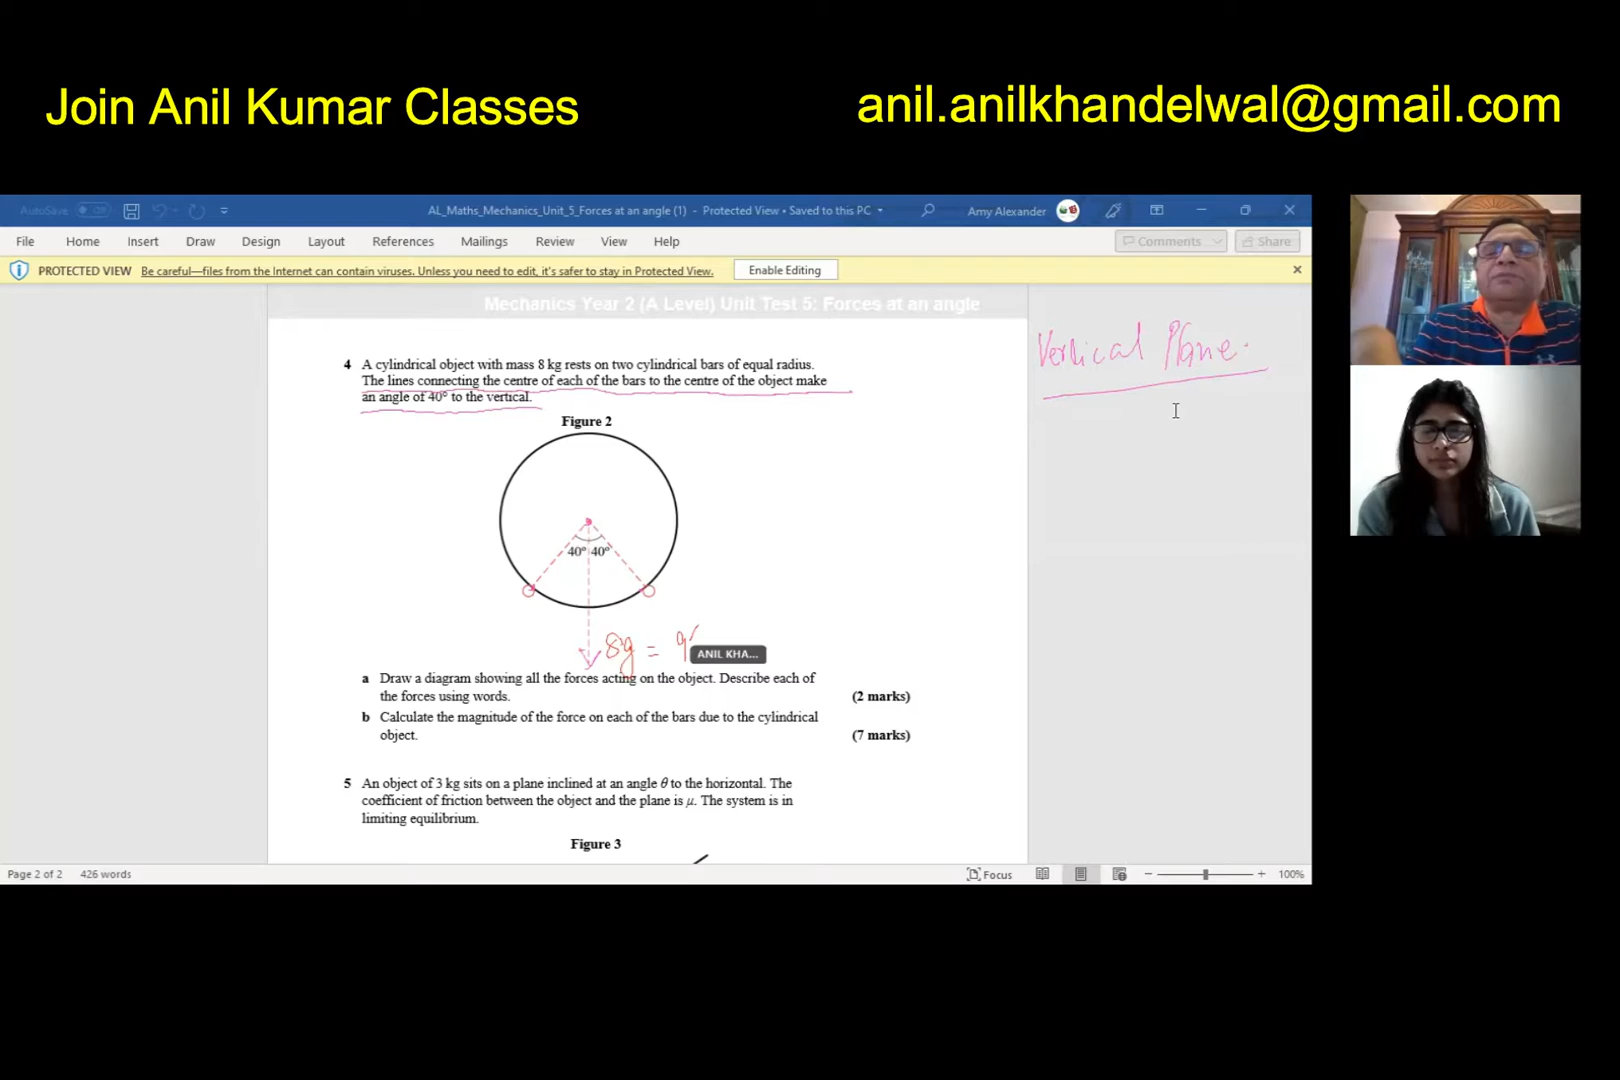 Join Anil Kumar Classes
anil.anilkhandelwal@gmail.com
AutoSave
Off
AL_Maths_Mechanics_Unit_5_Forces at an angle (1) - Protected View • Saved to this PC
Amy Alexander
File Home Insert Draw Design Layout References Mailings Review View Help
Comments
Share
PROTECTED VIEW Be careful—files from the Internet can contain viruses. Unless you need to edit, it's safer to stay in Protected View.
Enable Editing
Mechanics Year 2 (A Level) Unit Test 5: Forces at an angle
Vertical Plane.
4 A cylindrical object with mass 8 kg rests on two cylindrical bars of equal radius.
The lines connecting the centre of each of the bars to the centre of the object make
an angle of 40° to the vertical.
Figure 2
40° 40°
8g = 9
ANIL KHA...
a Draw a diagram showing all the forces acting on the object. Describe each of
the forces using words. (2 marks)
b Calculate the magnitude of the force on each of the bars due to the cylindrical
object. (7 marks)
5 An object of 3 kg sits on a plane inclined at an angle θ to the horizontal. The
coefficient of friction between the object and the plane is μ. The system is in
limiting equilibrium.
Figure 3
Page 2 of 2 426 words
Focus
100%